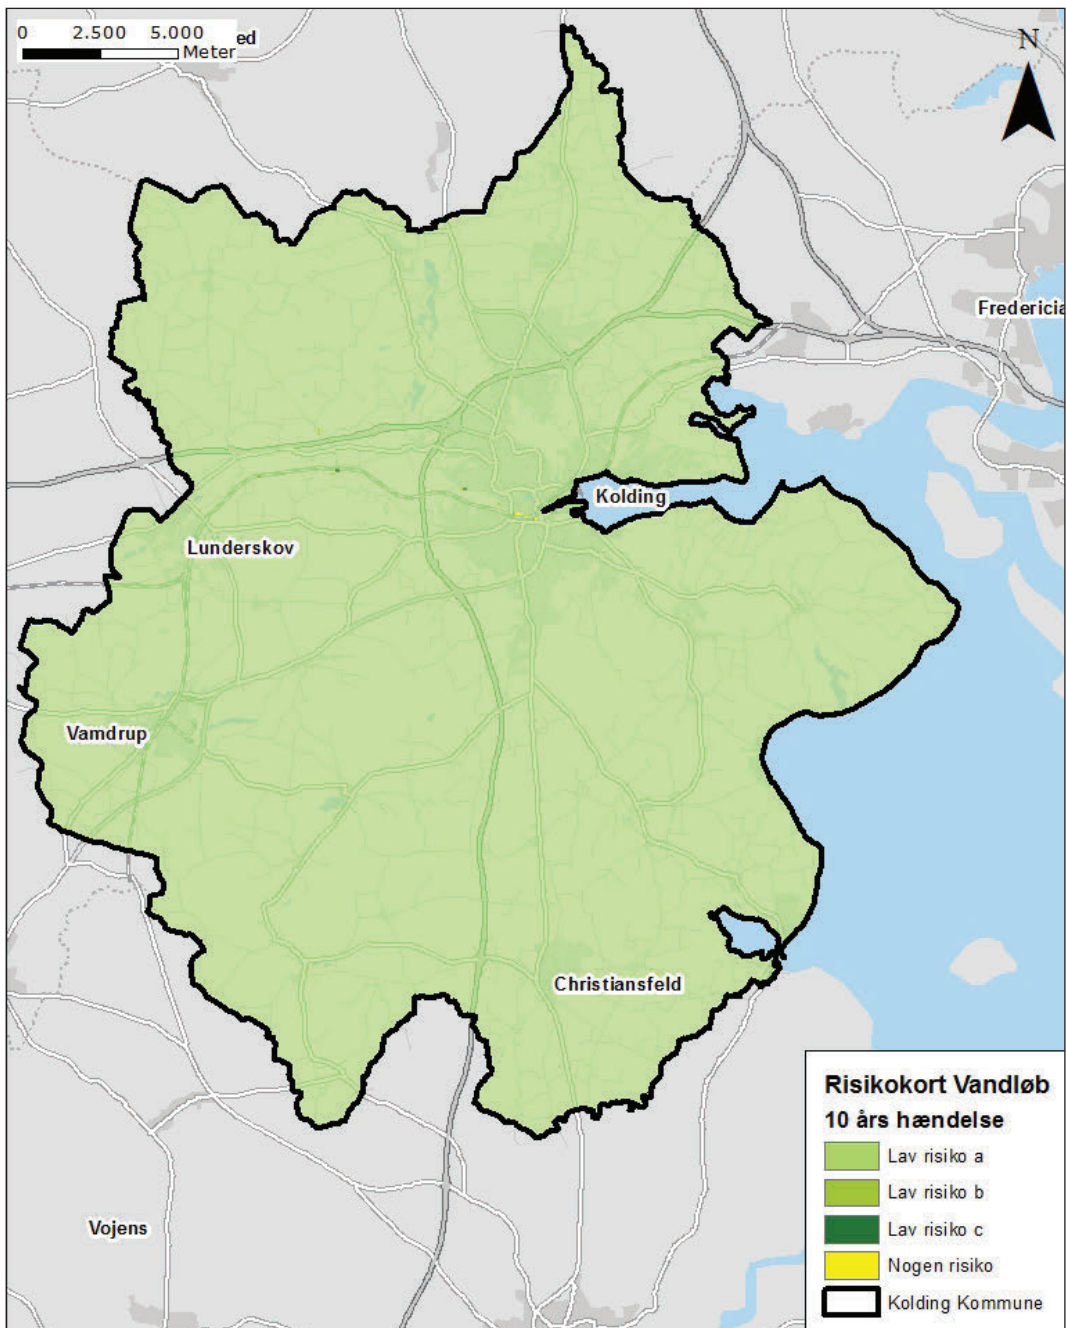 0 2.500 5.000
Meter
ed
N
Fredericia
Kolding
Lunderskov
Vamdrup
Christiansfeld
Vojens
Risikokort Vandløb
10 års hændelse
Lav risiko a
Lav risiko b
Lav risiko c
Nogen risiko
Kolding Kommune